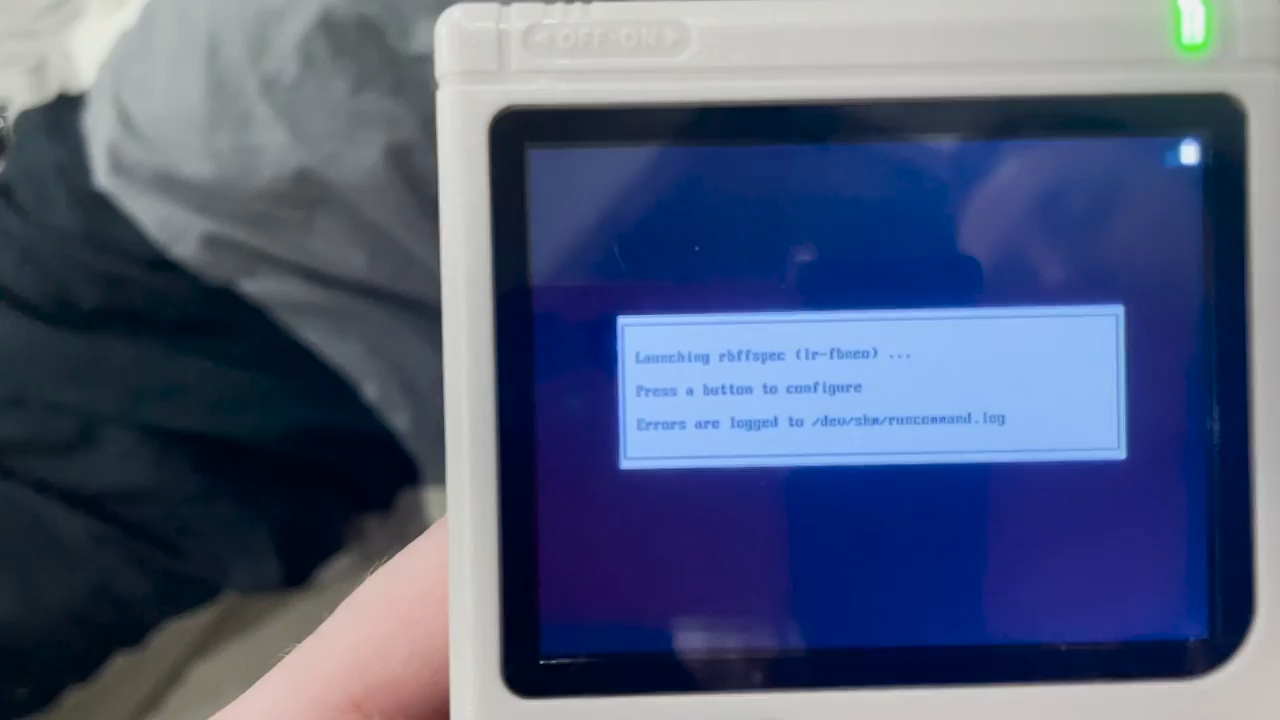 OFF-ON
Launching rbffspec (lr-fbneo) ...
Press a button to configure
Errors are logged to /dev/shm/runcommand.log